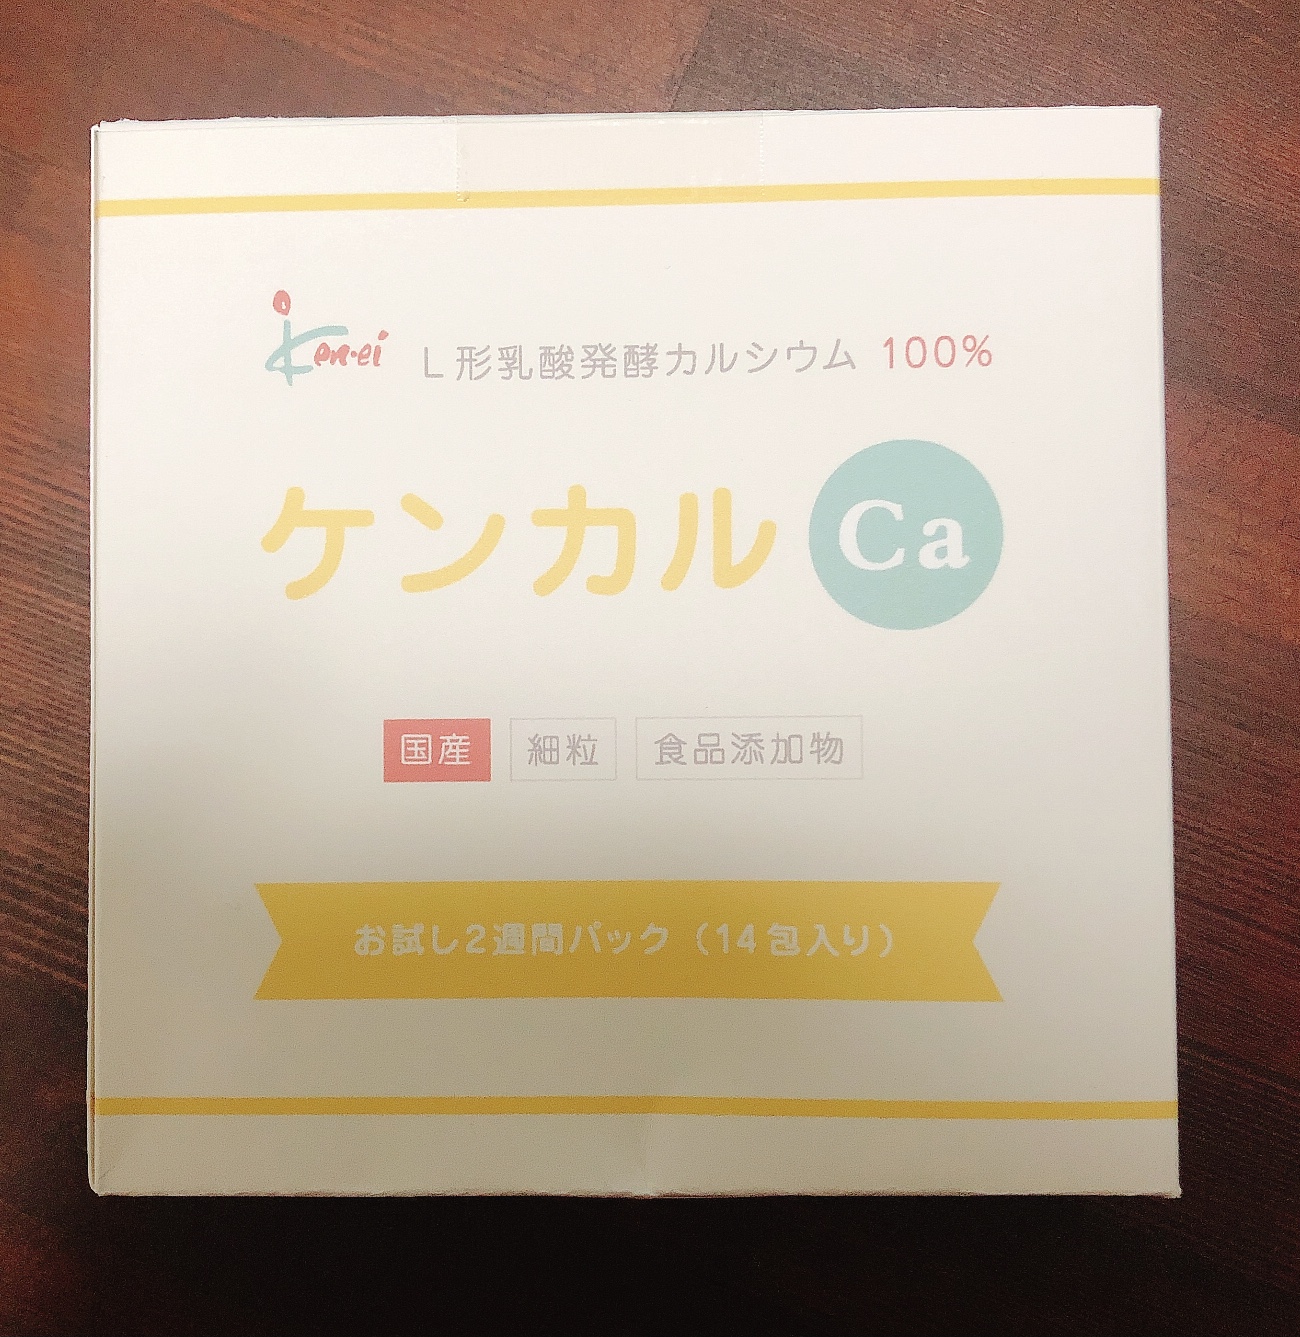 Ken・ei L形乳酸発酵カルシウム 100%
ケンカル Ca
国産 細粒 食品添加物
お試し2週間パック(14包入り)